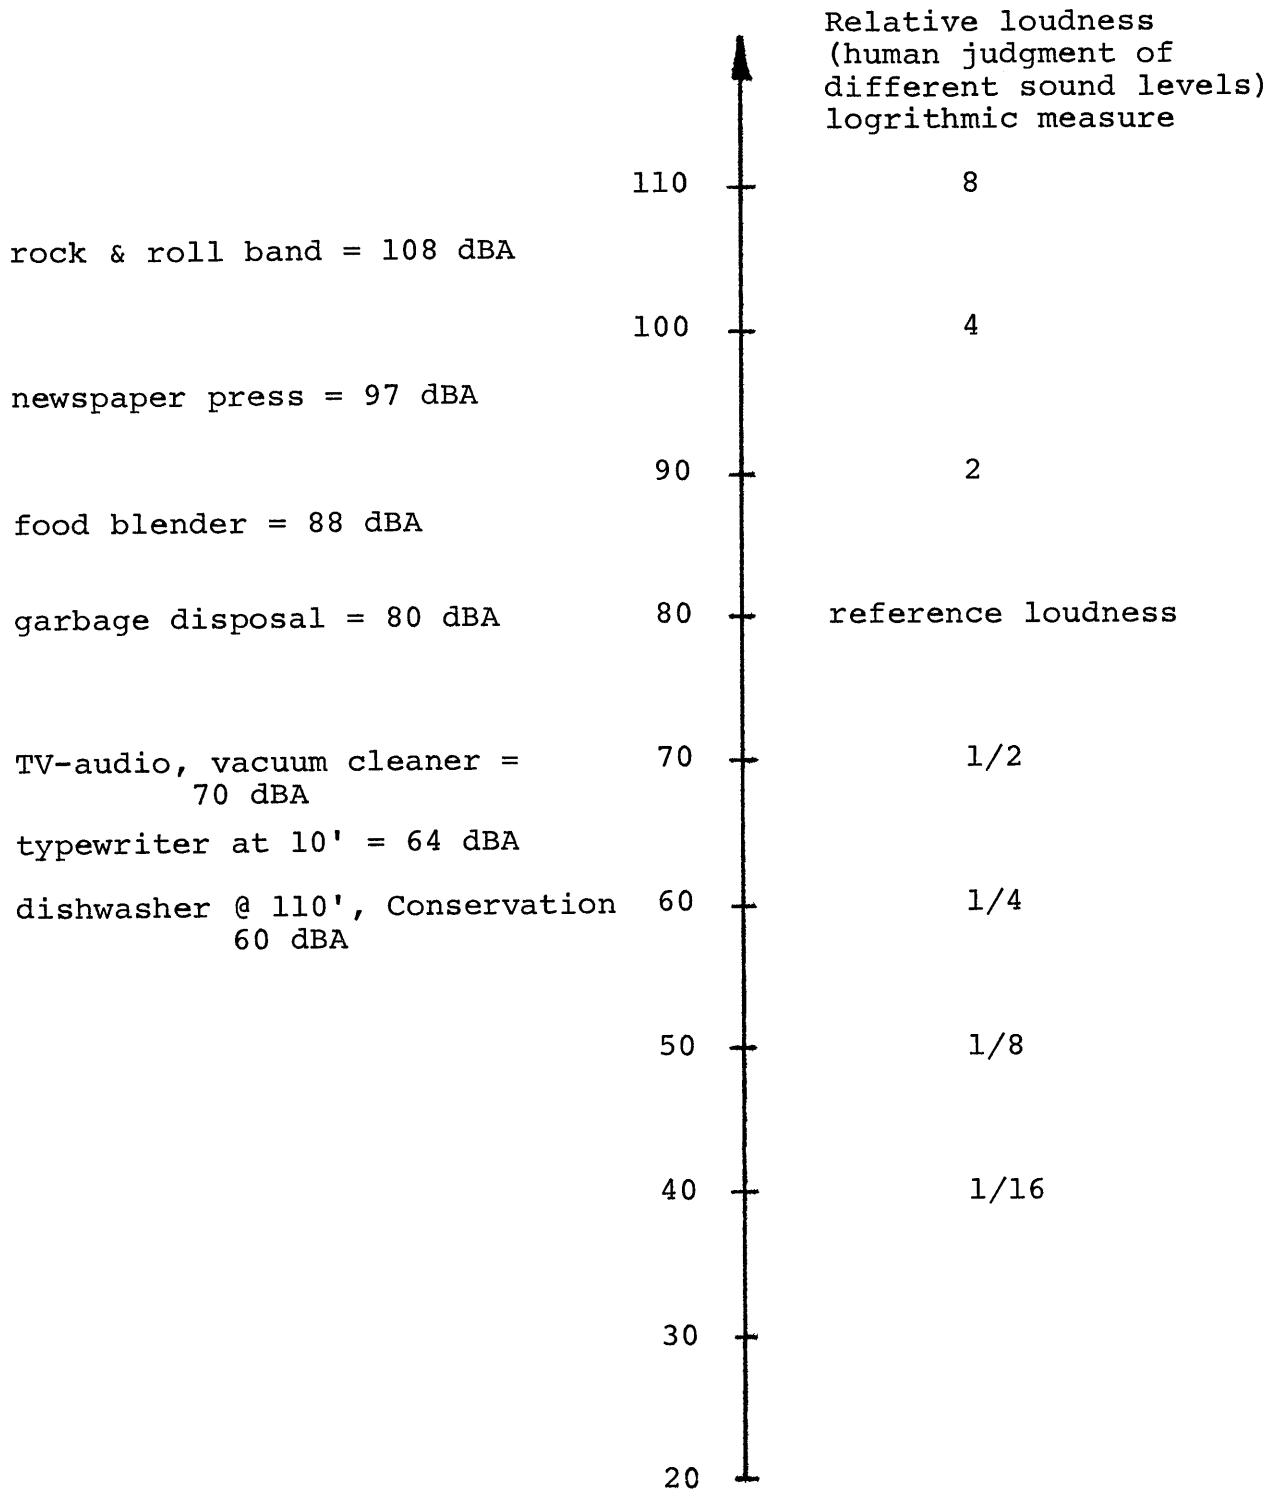 Relative loudness
(human judgment of
different sound levels)
logrithmic measure
110 8
rock & roll band = 108 dBA
100 4
newspaper press = 97 dBA
90 2
food blender = 88 dBA
garbage disposal = 80 dBA 80 reference loudness
TV-audio, vacuum cleaner = 70 1/2
70 dBA
typewriter at 10' = 64 dBA
dishwasher @ 110', Conservation 60 1/4
60 dBA
50 1/8
40 1/16
30
20